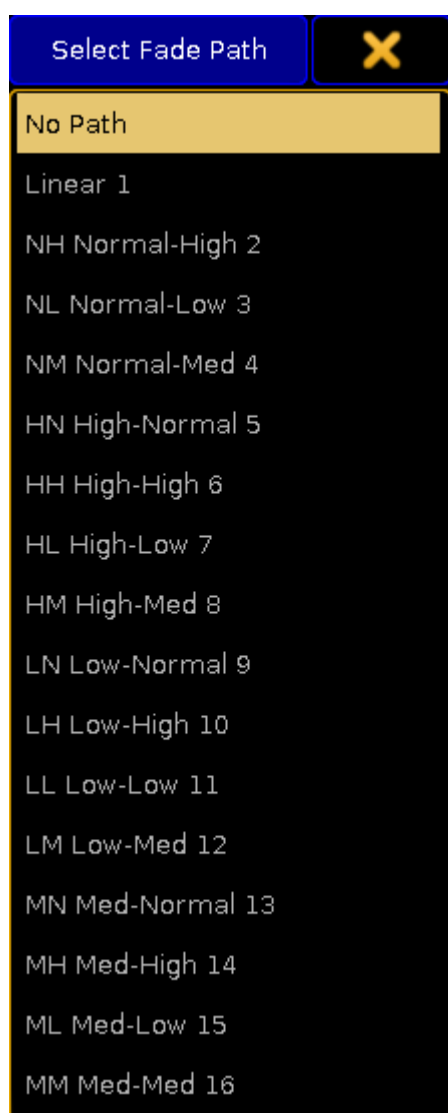 Select Fade Path
No Path
Linear 1
NH Normal-High 2
NL Normal-Low 3
NM Normal-Med 4
HN High-Normal 5
HH High-High 6
HL High-Low 7
HM High-Med 8
LN Low-Normal 9
LH Low-High 10
LL Low-Low 11
LM Low-Med 12
MN Med-Normal 13
MH Med-High 14
ML Med-Low 15
MM Med-Med 16